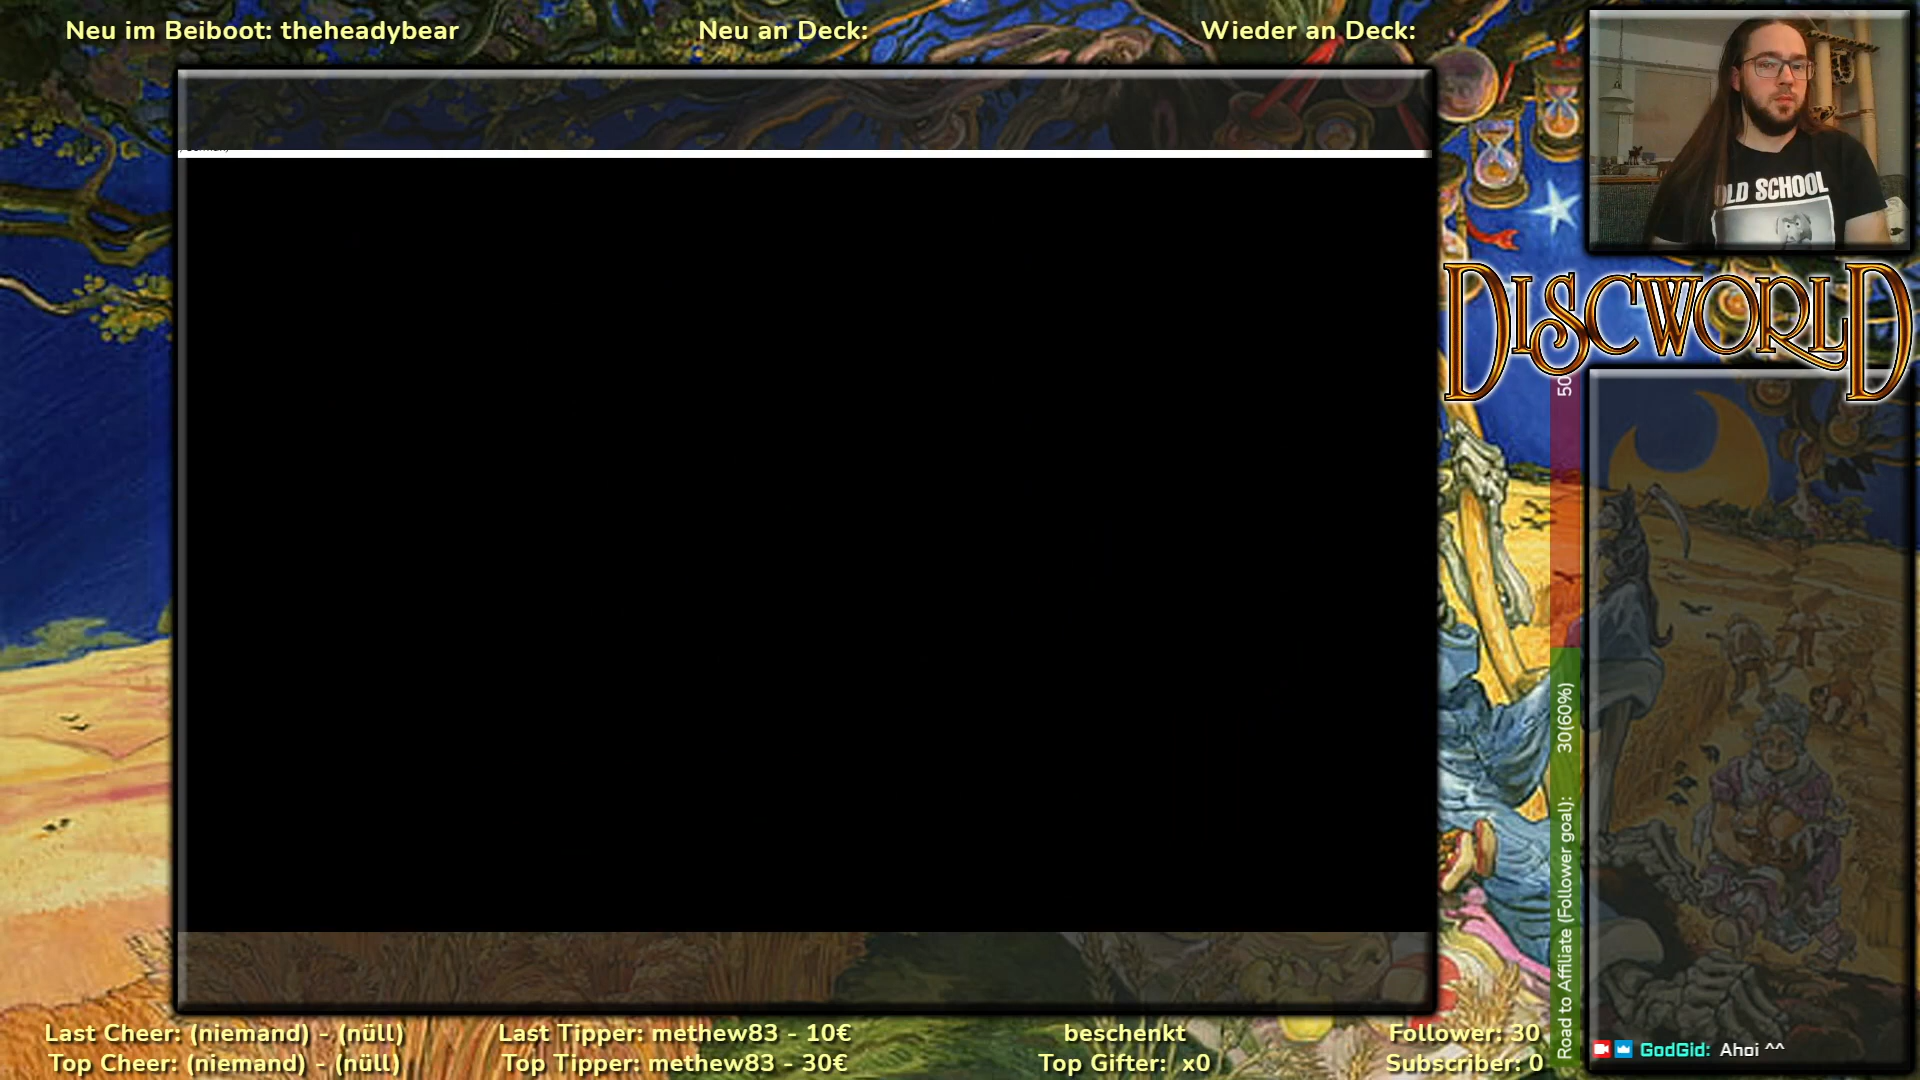 Neu im Beiboot: theheadybear
Neu an Deck:
Wieder an Deck:
OLD SCHOOL
DISCWORLD
50
30(60%)
Road to Affiliate (Follower goal):
GodGid: Ahoi ^^
Last Cheer: (niemand) - (nüll)
Last Tipper: methew83 - 10€
beschenkt
Follower: 30
Top Cheer: (niemand) - (nüll)
Top Tipper: methew83 - 30€
Top Gifter: x0
Subscriber: 0